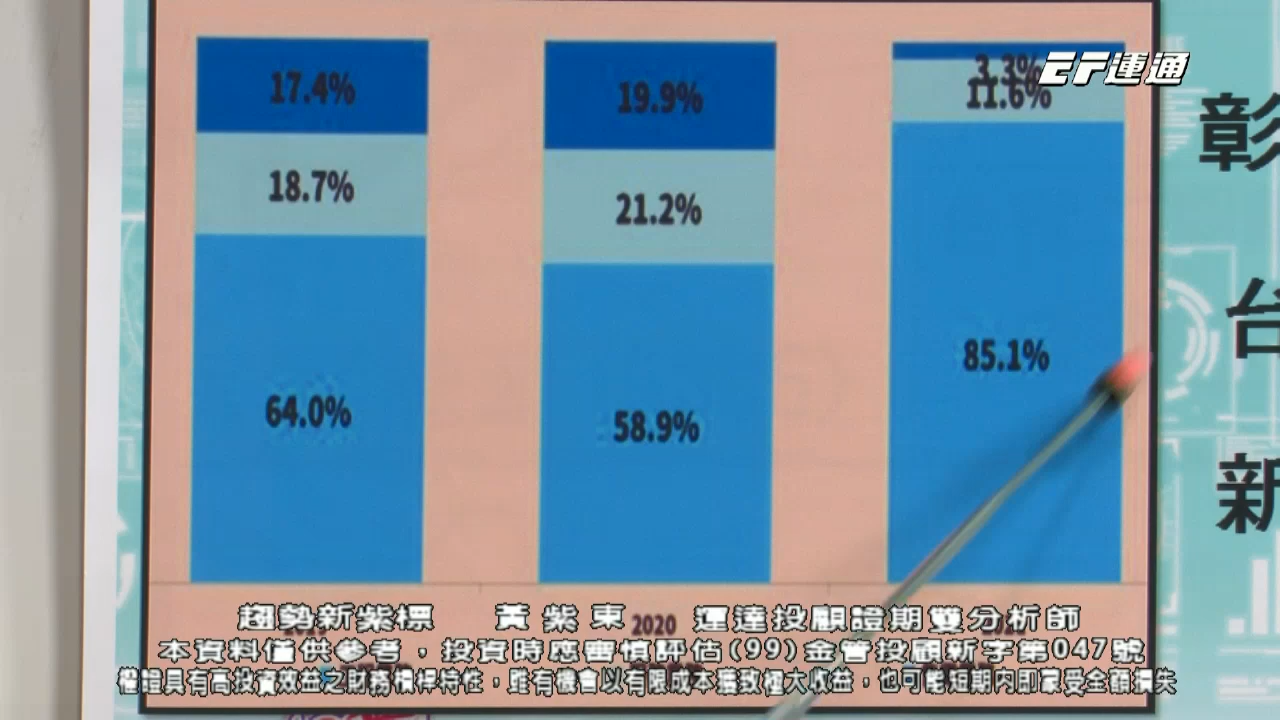 EF運通
17.4%
19.9%
3.3%
11.6%
18.7%
21.2%
64.0%
58.9%
85.1%
彰
台
新
2020
趨勢新紫標 黃紫東 運達投顧證期雙分析師
本資料僅供參考，投資時應審慎評估(99)金管投顧新字第047號
權證具有高投資效益之財務槓桿特性，雖有機會以有限成本獲致極大收益，也可能短期內即蒙受全額損失